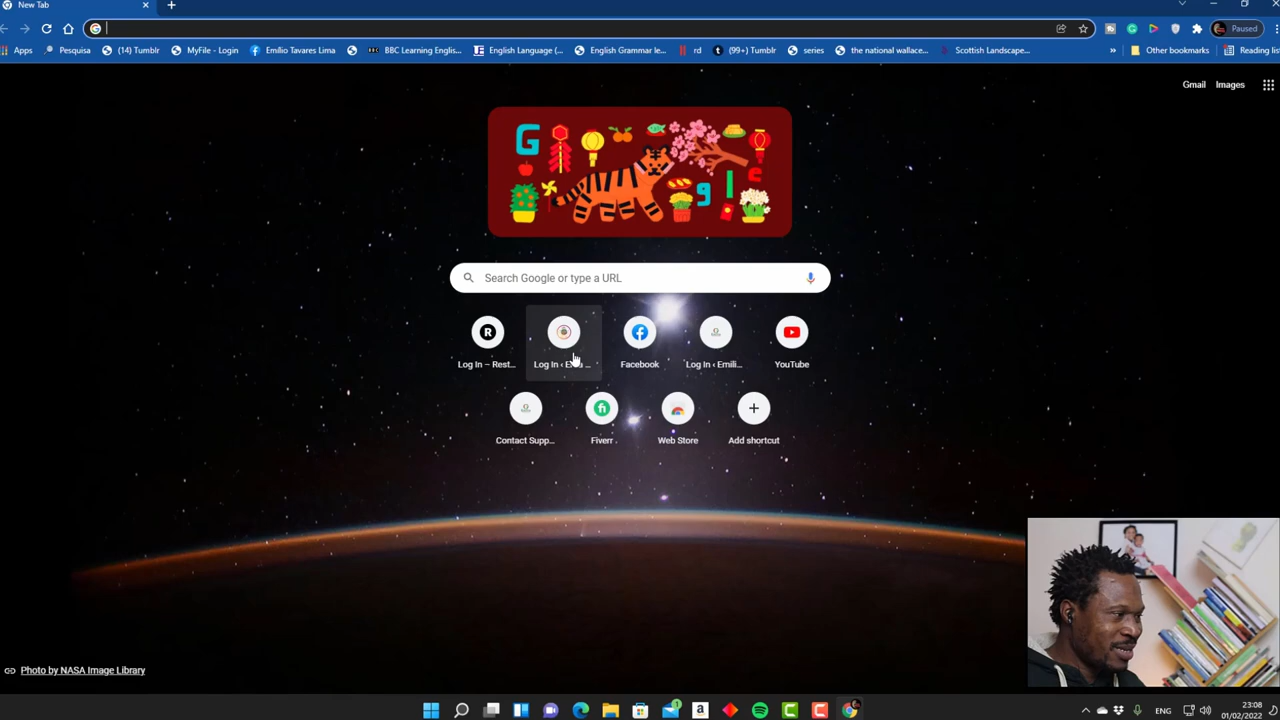 New Tab
Paused
Apps
Pesquisa
(14) Tumblr
MyFile - Login
Emilio Tavares Lima
BBC Learning Englis...
English Language (...
English Grammar le...
rd
(99+) Tumblr
series
the national wallace...
Scottish Landscape...
»
Other bookmarks
Reading list
Gmail
Images
G
g l e
Search Google or type a URL
R
Log In – Rest...
Log In ‹
Facebook
Log In ‹ Emili...
YouTube
Contact Supp...
Fiverr
Web Store
Add shortcut
Photo by NASA Image Library
ENG
23:08
01/02/2022